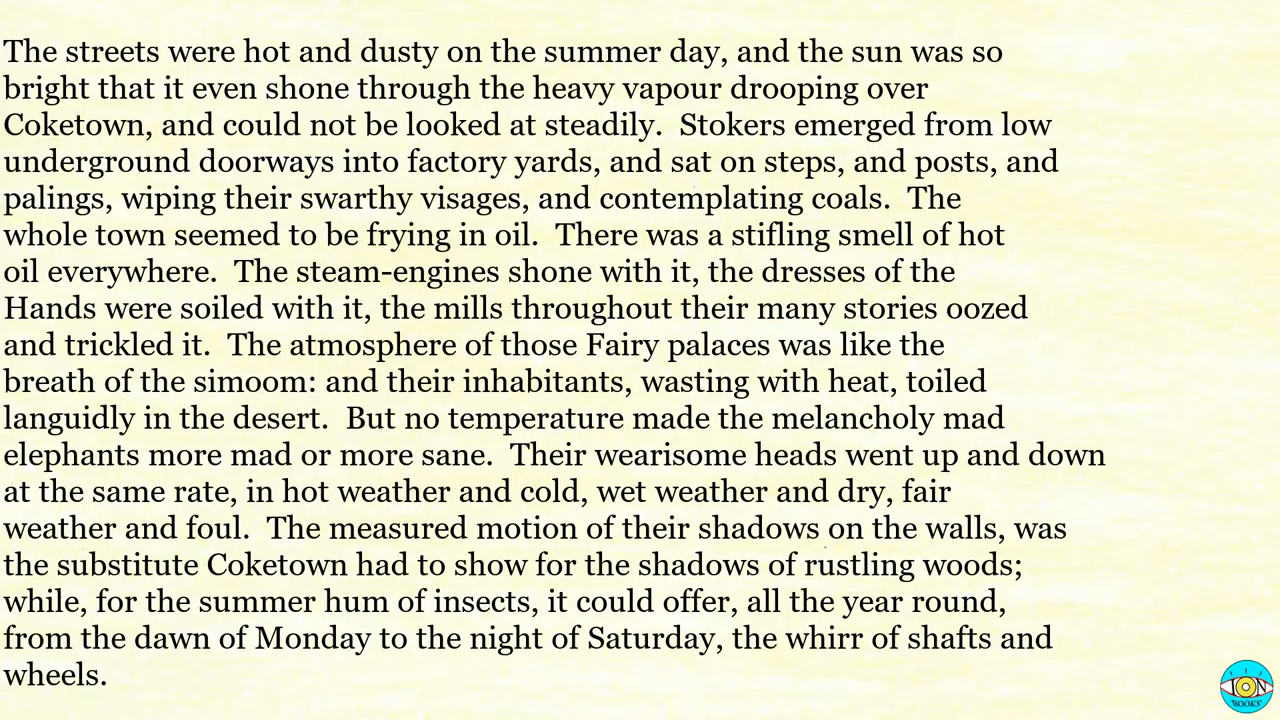 The streets were hot and dusty on the summer day, and the sun was so
bright that it even shone through the heavy vapour drooping over
Coketown, and could not be looked at steadily.  Stokers emerged from low
underground doorways into factory yards, and sat on steps, and posts, and
palings, wiping their swarthy visages, and contemplating coals.  The
whole town seemed to be frying in oil.  There was a stifling smell of hot
oil everywhere.  The steam-engines shone with it, the dresses of the
Hands were soiled with it, the mills throughout their many stories oozed
and trickled it.  The atmosphere of those Fairy palaces was like the
breath of the simoom: and their inhabitants, wasting with heat, toiled
languidly in the desert.  But no temperature made the melancholy mad
elephants more mad or more sane.  Their wearisome heads went up and down
at the same rate, in hot weather and cold, wet weather and dry, fair
weather and foul.  The measured motion of their shadows on the walls, was
the substitute Coketown had to show for the shadows of rustling woods;
while, for the summer hum of insects, it could offer, all the year round,
from the dawn of Monday to the night of Saturday, the whirr of shafts and
wheels.
ION
BOOKS